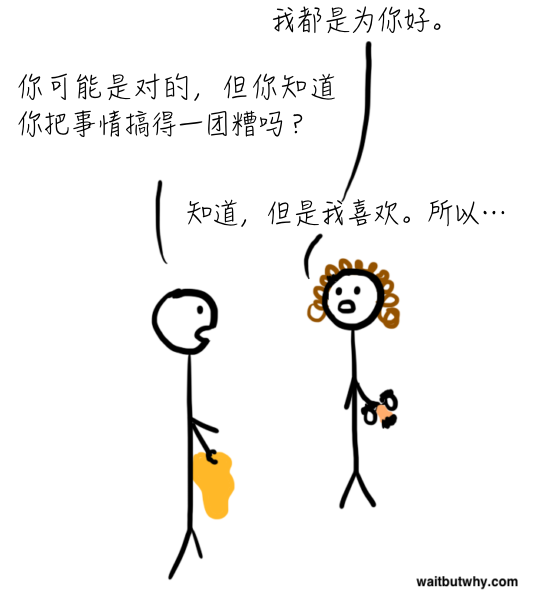 我都是为你好。
你可能是对的，但你知道
你把事情搞得一团糟吗？
知道，但是我喜欢。所以…
waitbutwhy.com